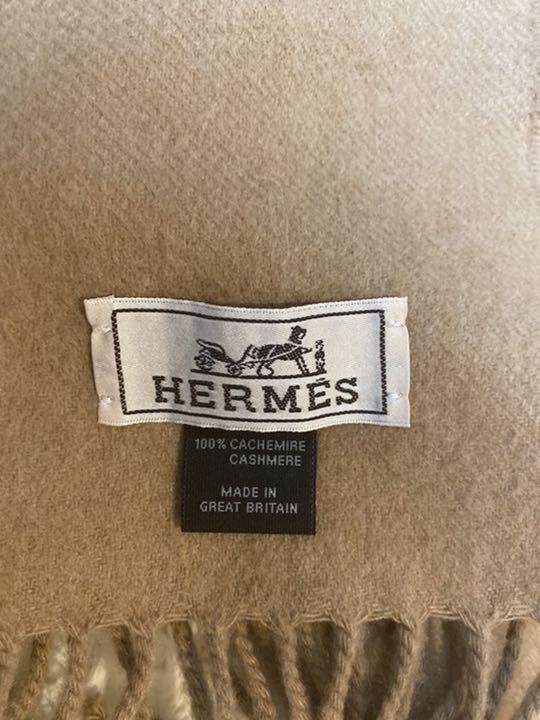 HERMÈS
100% CACHEMIRE
CASHMERE
MADE IN
GREAT BRITAIN